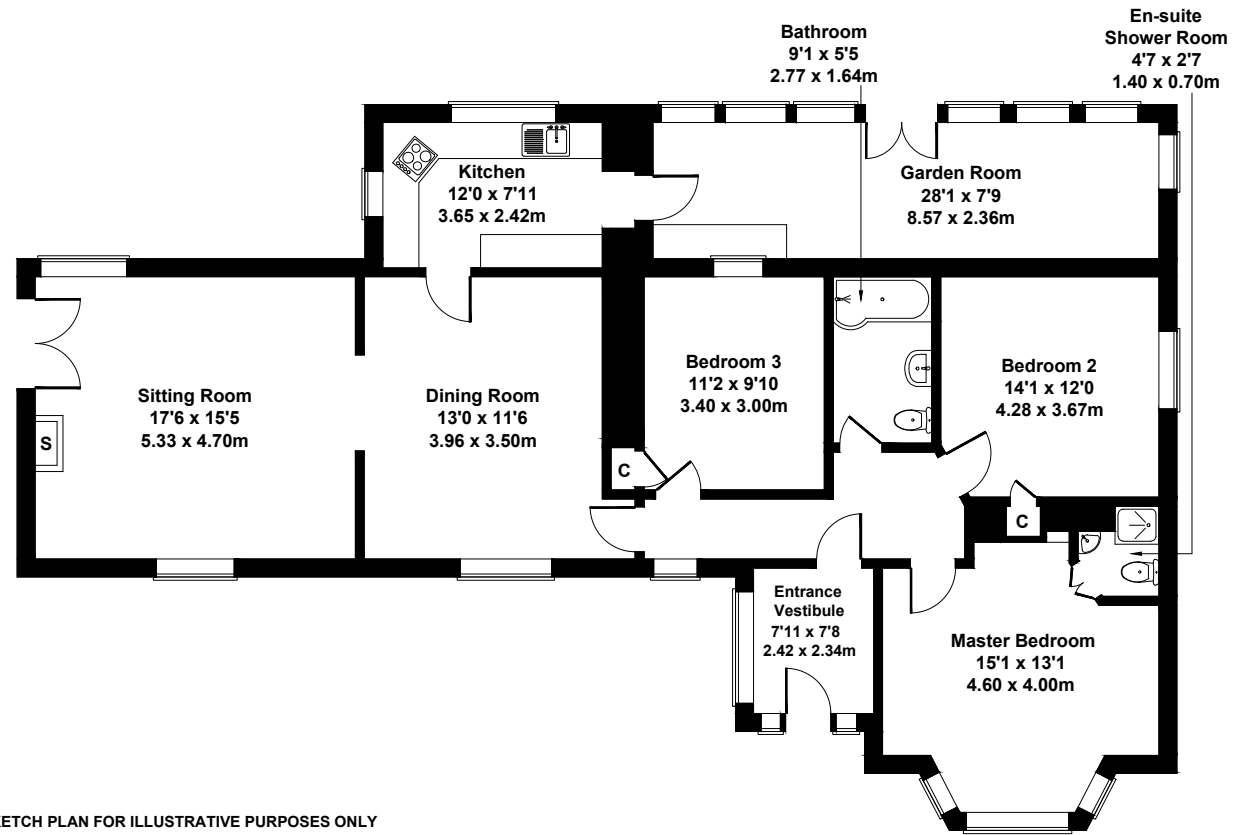 Bathroom
9'1 x 5'5
2.77 x 1.64m
En-suite
Shower Room
4'7 x 2'7
1.40 x 0.70m
Kitchen
12'0 x 7'11
3.65 x 2.42m
Garden Room
28'1 x 7'9
8.57 x 2.36m
Sitting Room
17'6 x 15'5
5.33 x 4.70m
S
Dining Room
13'0 x 11'6
3.96 x 3.50m
Bedroom 3
11'2 x 9'10
3.40 x 3.00m
C
Bedroom 2
14'1 x 12'0
4.28 x 3.67m
C
Entrance
Vestibule
7'11 x 7'8
2.42 x 2.34m
Master Bedroom
15'1 x 13'1
4.60 x 4.00m
KETCH PLAN FOR ILLUSTRATIVE PURPOSES ONLY